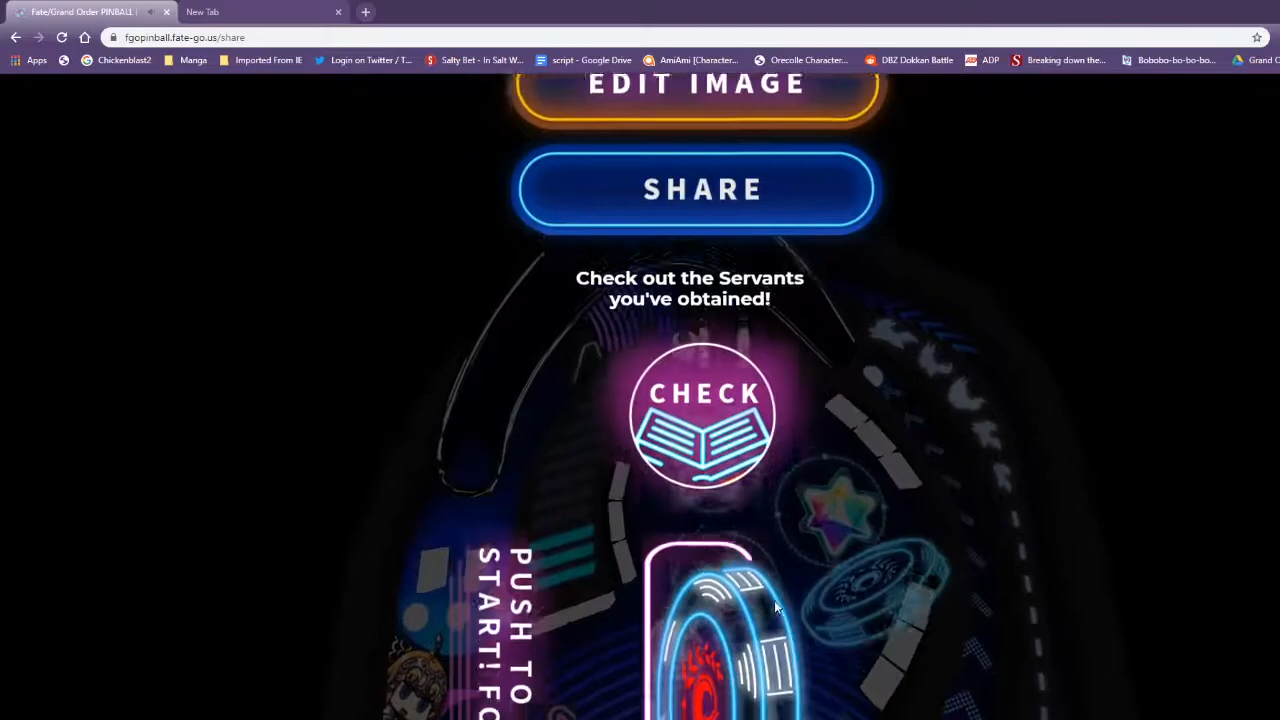 Fate/Grand Order PINBALL |
New Tab
fgopinball.fate-go.us/share
Apps
Chickenblast2
Manga
Imported From IE
Login on Twitter / T...
Salty Bet - In Salt W...
script - Google Drive
AmiAmi [Character...
Orecolle Character...
DBZ Dokkan Battle
ADP
Breaking down the...
Bobobo-bo-bo-bo...
Grand O
EDIT IMAGE
SHARE
Check out the Servants
you've obtained!
CHECK
PUSH TO
START! FO